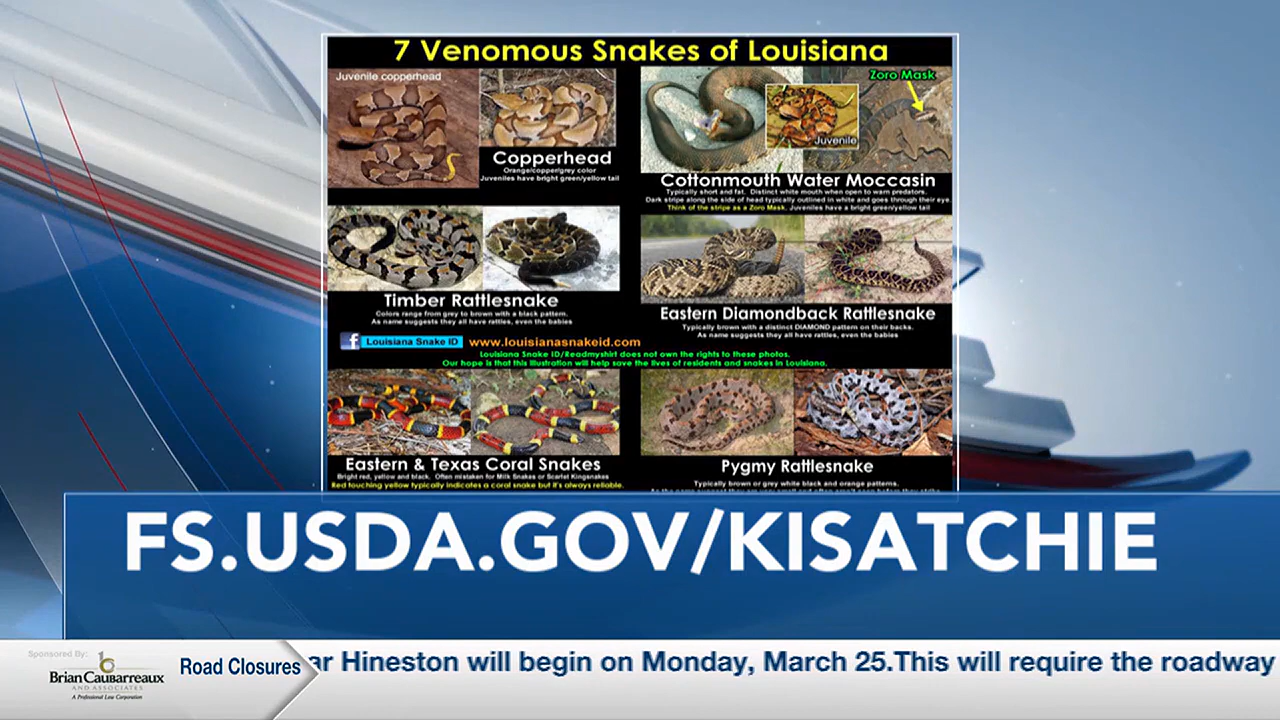 7 Venomous Snakes of Louisiana
Juvenile copperhead
Copperhead
Orange/copper/grey color
Juveniles have bright green/yellow tail
Zoro Mask
Juvenile
Cottonmouth Water Moccasin
Typically short and fat. Distinct white mouth when open to warn predators.
Dark stripe along the side of head typically outlined in white and goes through their eye.
Think of the stripe as a Zoro Mask. Juveniles have a bright green/yellow tail
Timber Rattlesnake
Colors range from grey to brown with a black pattern.
As name suggests they all have rattles, even the babies
Eastern Diamondback Rattlesnake
Typically brown with a distinct DIAMOND pattern on their backs.
As name suggests they all have rattles, even the babies
f Louisiana Snake ID www.louisianasnakeid.com
Louisiana Snake ID/Readmyshirt does not own the rights to these photos.
Our hope is that this illustration will help save the lives of residents and snakes in Louisiana.
Eastern & Texas Coral Snakes
Bright red, yellow and black. Often mistaken for Milk Snakes or Scarlet Kingsnakes
Red touching yellow typically indicates a coral snake but it's always reliable.
Pygmy Rattlesnake
Typically brown or grey white black and orange patterns.
FS.USDA.GOV/KISATCHIE
Sponsored By:
Brian Caubarreaux
AND ASSOCIATES
A Professional Law Corporation
Road Closures
ar Hineston will begin on Monday, March 25.This will require the roadway